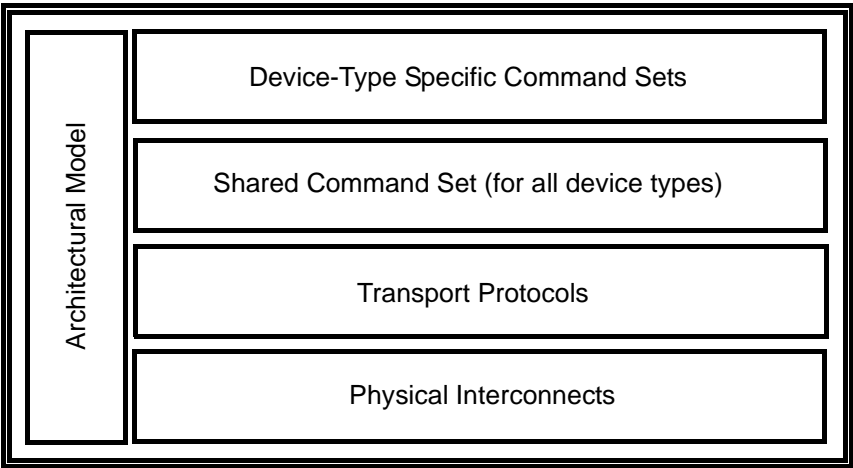 Architectural Model
Device-Type Specific Command Sets
Shared Command Set (for all device types)
Transport Protocols
Physical Interconnects